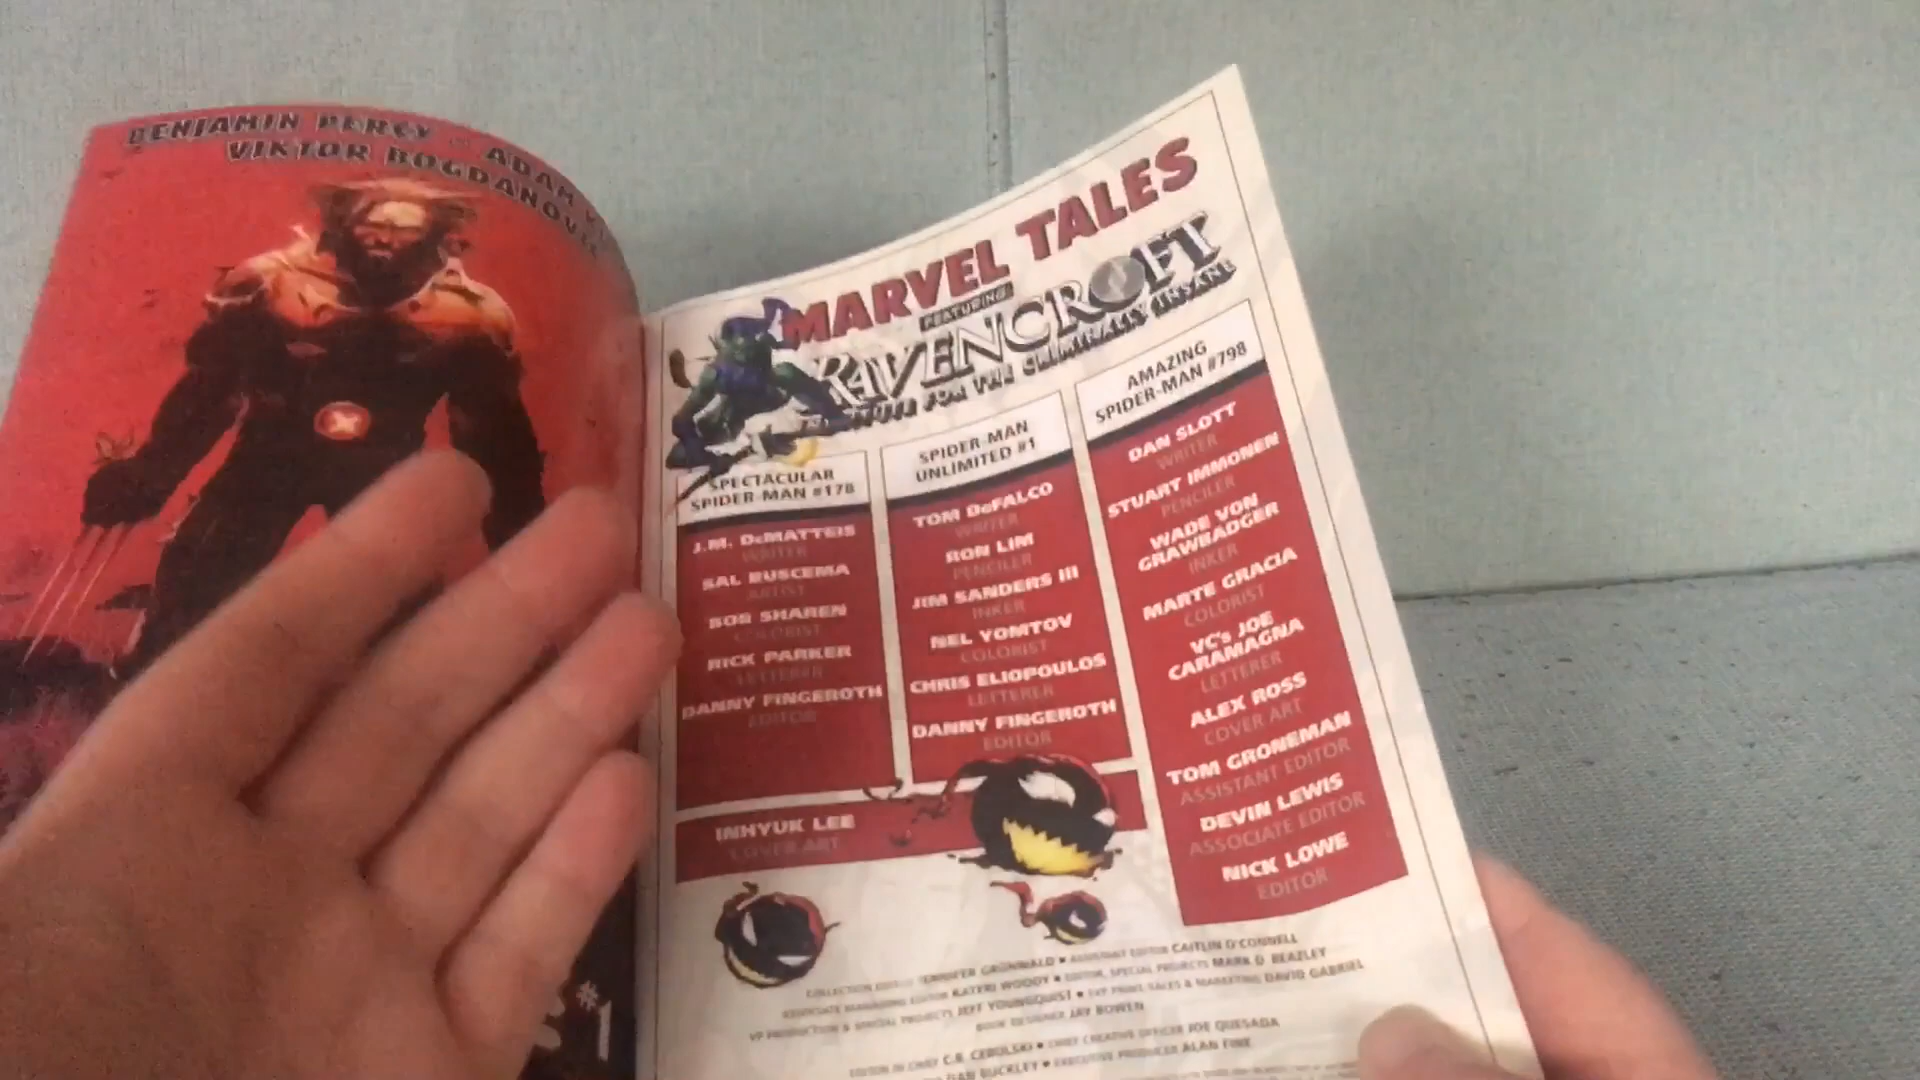 BENJAMIN PERCY ADAM
VIKTOR BOGDANOVIC
#1
MARVEL TALES
FEATURING:
RAVENCROFT
FOR THE CRIMINALLY INSANE
SPECTACULAR
SPIDER-MAN #178
J.M. DeMATTEIS
WRITER
SAL BUSCEMA
ARTIST
BOB SHAREN
COLORIST
RICK PARKER
LETTERER
DANNY FINGEROTH
EDITOR
SPIDER-MAN
UNLIMITED #1
TOM DeFALCO
WRITER
RON LIM
PENCILER
JIM SANDERS III
INKER
NEL YOMTOV
COLORIST
CHRIS ELIOPOULOS
LETTERER
DANNY FINGEROTH
EDITOR
AMAZING
SPIDER-MAN #798
DAN SLOTT
WRITER
STUART IMMONEN
PENCILER
WADE VON
GRAWBADGER
INKER
MARTE GRACIA
COLORIST
VC's JOE
CARAMAGNA
LETTERER
ALEX ROSS
COVER ART
TOM GRONEMAN
ASSISTANT EDITOR
DEVIN LEWIS
ASSOCIATE EDITOR
NICK LOWE
EDITOR
INHYUK LEE
COVER ART
COLLECTION EDITOR JENNIFER GRÜNWALD • ASSISTANT EDITOR CAITLIN O'CONNELL
ASSOCIATE MANAGING EDITOR KATERI WOODY • EDITOR, SPECIAL PROJECTS MARK D. BEAZLEY
VP PRODUCTION & SPECIAL PROJECTS JEFF YOUNGQUIST • SVP PRINT, SALES & MARKETING DAVID GABRIEL
BOOK DESIGNER JAY BOWEN
EDITOR IN CHIEF C.B. CEBULSKI • CHIEF CREATIVE OFFICER JOE QUESADA
DAN BUCKLEY • EXECUTIVE PRODUCER ALAN FINE